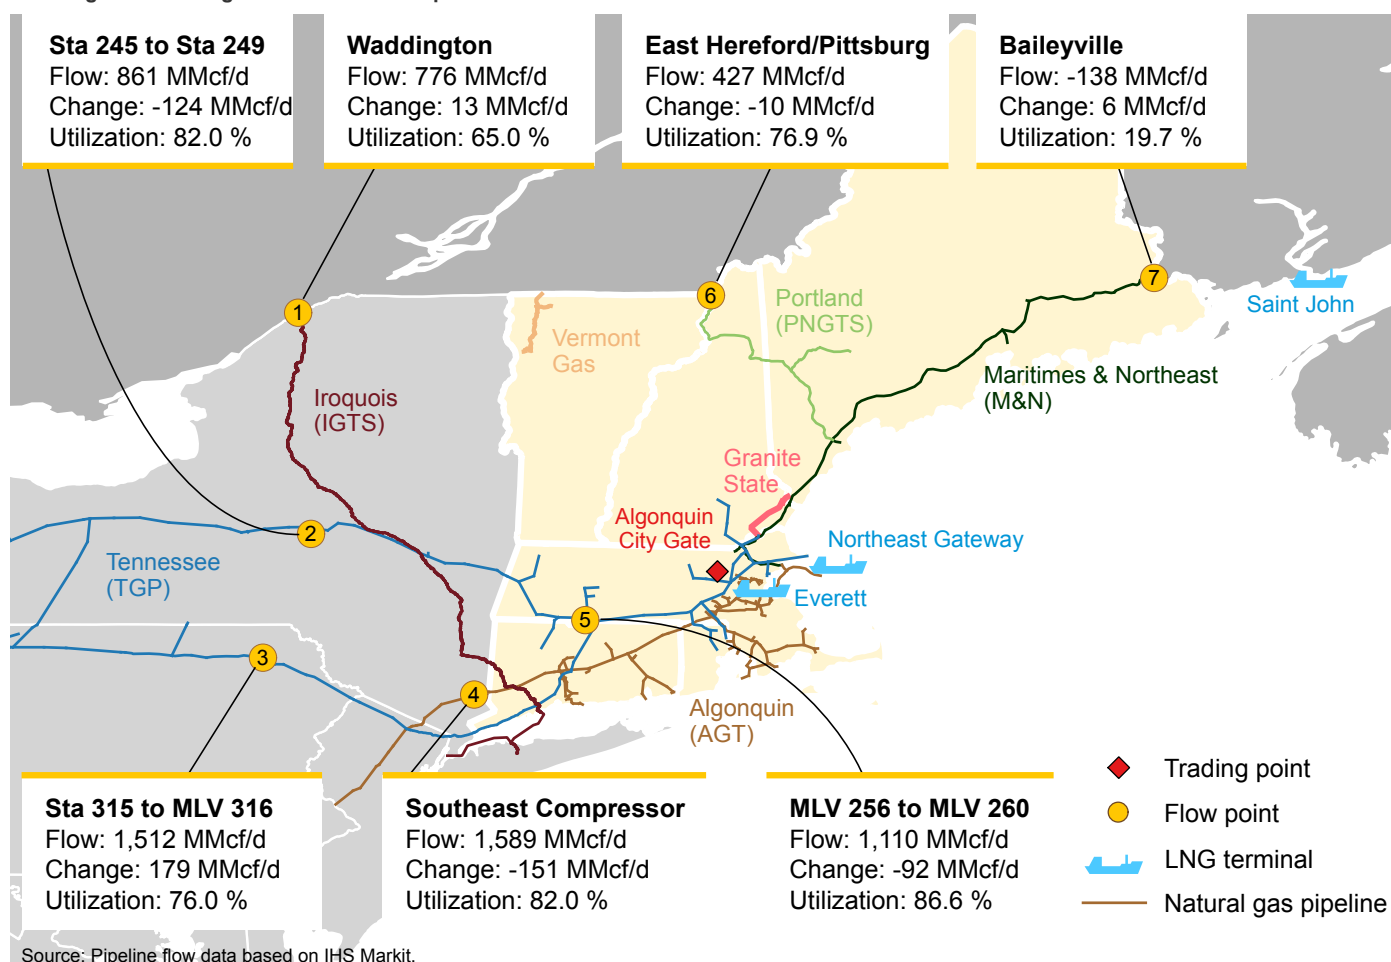 Sta 245 to Sta 249
Flow: 861 MMcf/d
Change: -124 MMcf/d
Utilization: 82.0 %
Waddington
Flow: 776 MMcf/d
Change: 13 MMcf/d
Utilization: 65.0 %
East Hereford/Pittsburg
Flow: 427 MMcf/d
Change: -10 MMcf/d
Utilization: 76.9 %
Baileyville
Flow: -138 MMcf/d
Change: 6 MMcf/d
Utilization: 19.7 %
1
6
7
Portland
(PNGTS)
Saint John
Vermont
Gas
Maritimes & Northeast
(M&N)
Iroquois
(IGTS)
Granite
State
Algonquin
City Gate
2
Northeast Gateway
Tennessee
(TGP)
Everett
5
3
4
Algonquin
(AGT)
Sta 315 to MLV 316
Flow: 1,512 MMcf/d
Change: 179 MMcf/d
Utilization: 76.0 %
Southeast Compressor
Flow: 1,589 MMcf/d
Change: -151 MMcf/d
Utilization: 82.0 %
MLV 256 to MLV 260
Flow: 1,110 MMcf/d
Change: -92 MMcf/d
Utilization: 86.6 %
Trading point
Flow point
LNG terminal
Natural gas pipeline
Source: Pipeline flow data based on IHS Markit.